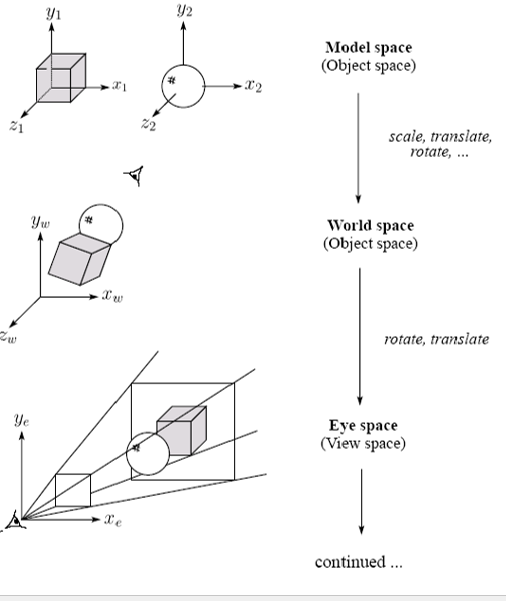 y1
x1
z1
y2
#
x2
z2
Model space
(Object space)
scale, translate,
rotate, ...
yw
#
xw
zw
World space
(Object space)
rotate, translate
ye
#
xe
Eye space
(View space)
continued ...